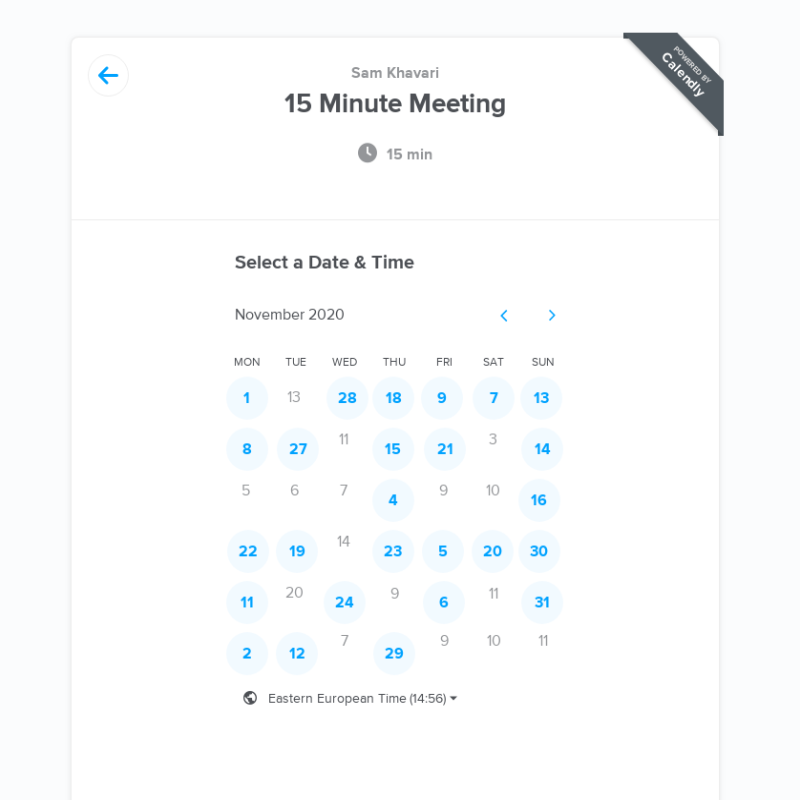 Sam Khavari
15 Minute Meeting
POWERED BY
Calendly
15 min
Select a Date & Time
November 2020
MON TUE WED THU FRI SAT SUN
1 13 28 18 9 7 13
8 27 11 15 21 3 14
5 6 7 4 9 10 16
22 19 14 23 5 20 30
11 20 24 9 6 11 31
2 12 7 29 9 10 11
Eastern European Time (14:56)